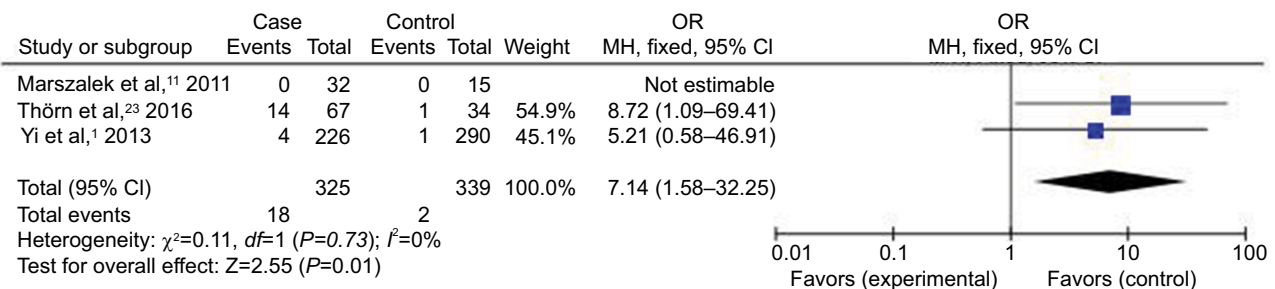 Case Control OR OR
Study or subgroup Events Total Events Total Weight MH, fixed, 95% CI MH, fixed, 95% CI
Marszalek et al,¹¹ 2011 0 32 0 15 Not estimable
Thörn et al,²³ 2016 14 67 1 34 54.9% 8.72 (1.09–69.41)
Yi et al,¹ 2013 4 226 1 290 45.1% 5.21 (0.58–46.91)
Total (95% CI) 325 339 100.0% 7.14 (1.58–32.25)
Total events 18 2
Heterogeneity: χ²=0.11, df=1 (P=0.73); I²=0%
Test for overall effect: Z=2.55 (P=0.01)
0.01 0.1 1 10 100
Favors (experimental) Favors (control)